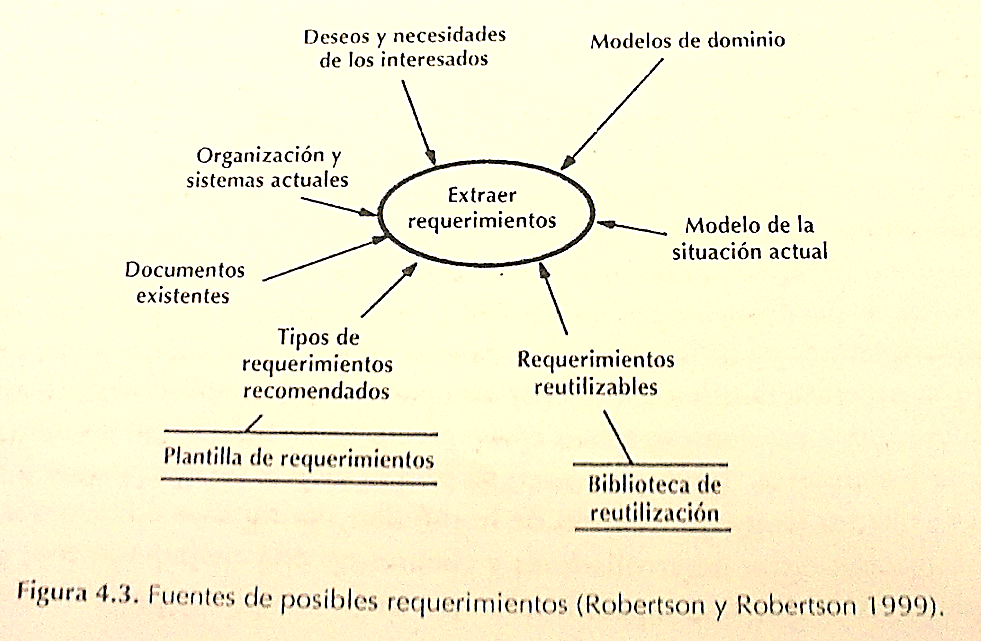 Deseos y necesidades
de los interesados
Modelos de dominio
Organización y
sistemas actuales
Extraer
requerimientos
Modelo de la
situación actual
Documentos
existentes
Tipos de
requerimientos
recomendados
Requerimientos
reutilizables
Plantilla de requerimientos
Biblioteca de
reutilización
Figura 4.3. Fuentes de posibles requerimientos (Robertson y Robertson 1999).